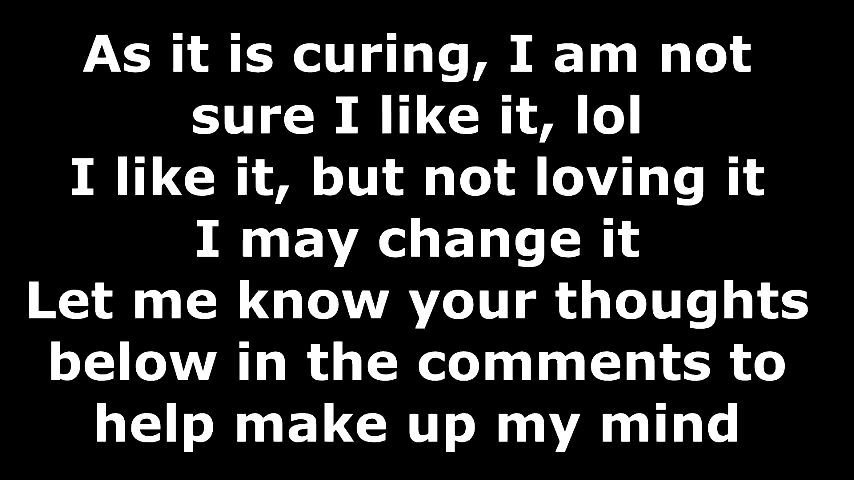 As it is curing, I am not
sure I like it, lol
I like it, but not loving it
I may change it
Let me know your thoughts
below in the comments to
help make up my mind